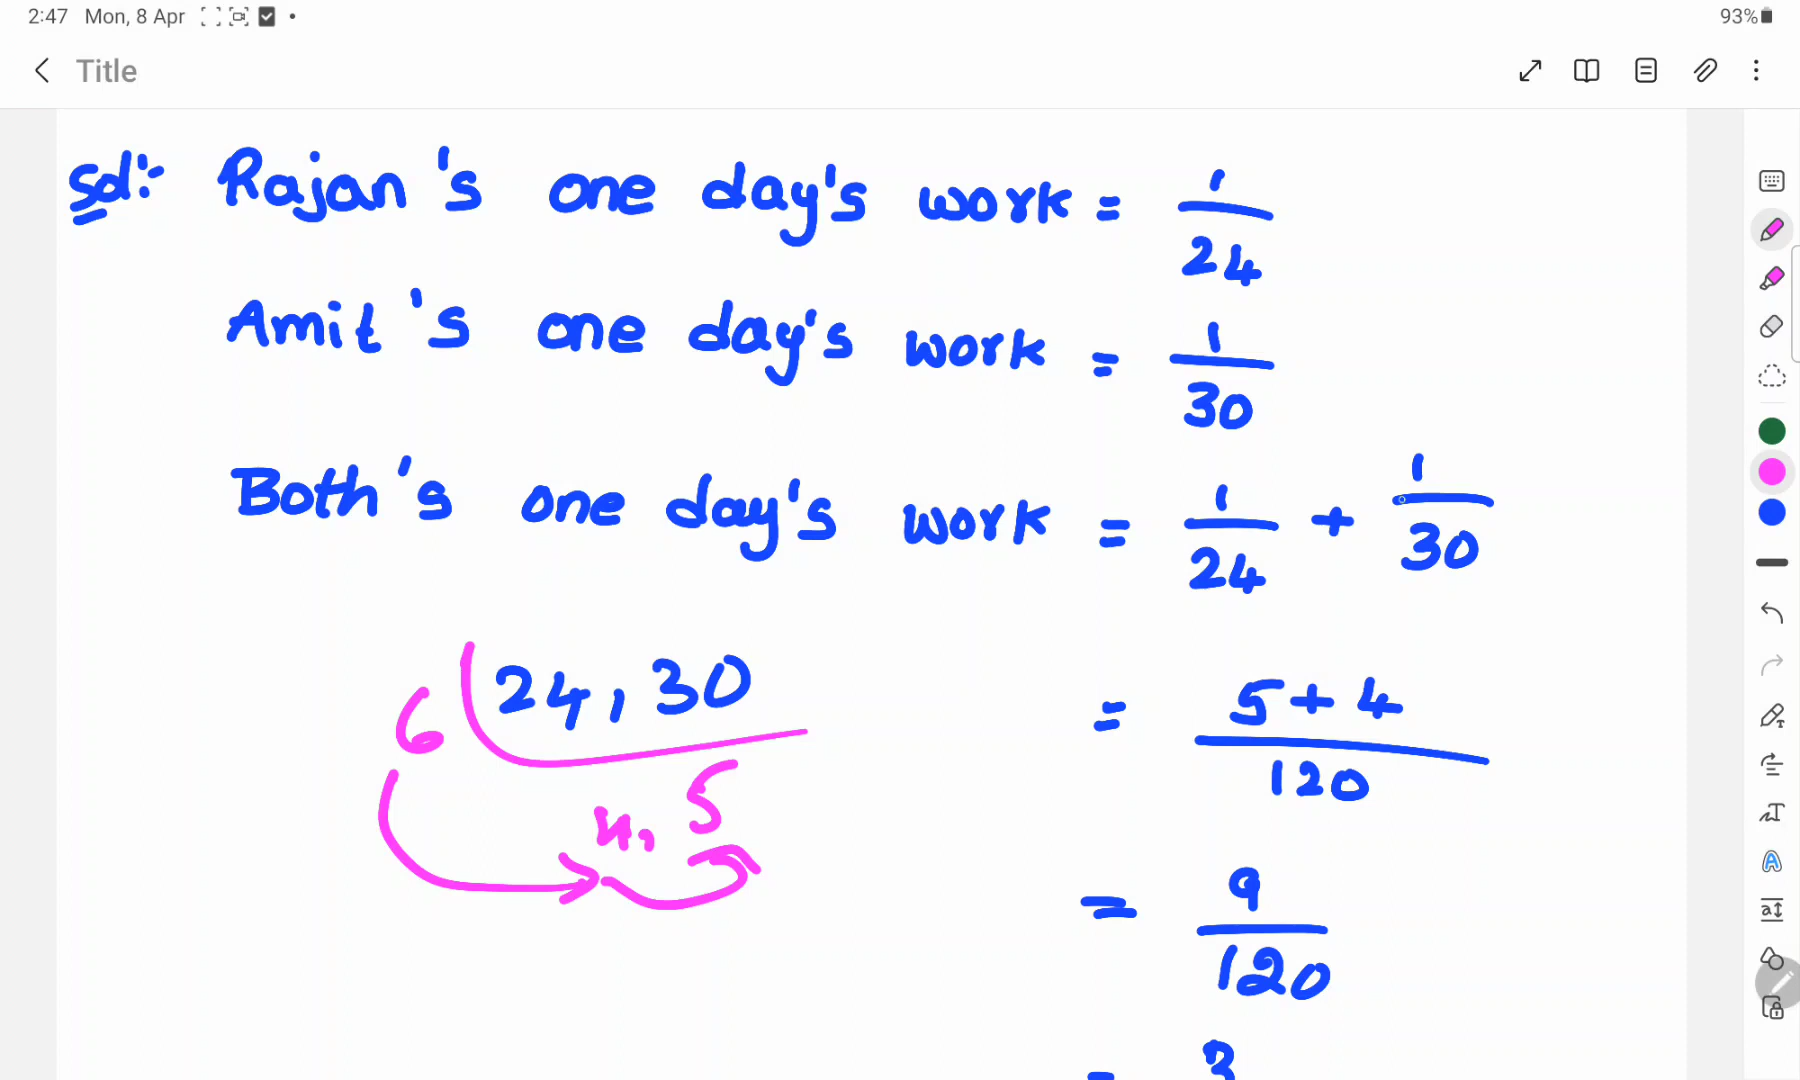 2:47 Mon, 8 Apr
93%
Title
Sol:- Rajan's one day's work = 1/24
Amit's one day's work = 1/30
Both's one day's work = 1/24 + 1/30
6 24, 30
= 5+4/120
4, 5
= 9/120
= 3